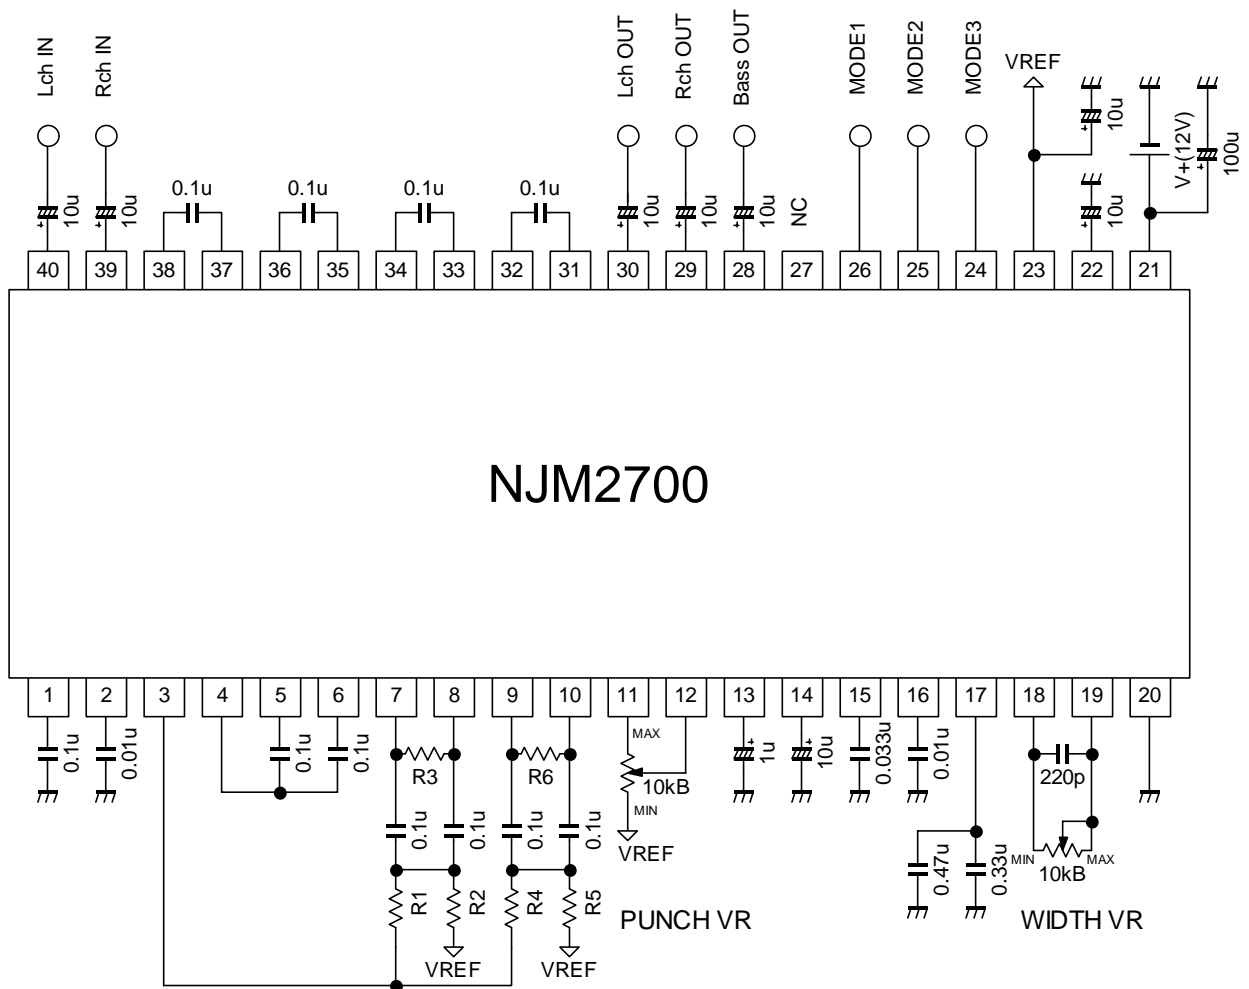 Lch IN
Rch IN
Lch OUT
Rch OUT
Bass OUT
MODE1
MODE2
MODE3
VREF
10u
V+(12V)
100u
10u
10u
0.1u
0.1u
0.1u
0.1u
10u
10u
10u
NC
10u
40
39
38
37
36
35
34
33
32
31
30
29
28
27
26
25
24
23
22
21
NJM2700
1
2
3
4
5
6
7
8
9
10
11
12
13
14
15
16
17
18
19
20
0.1u
0.01u
0.1u
0.1u
R3
R6
MAX
10kB
MIN
VREF
1u
10u
0.033u
0.01u
220p
0.1u
0.1u
0.1u
0.1u
0.47u
0.33u
MIN
10kB
MAX
R1
R2
R4
R5
PUNCH VR
WIDTH VR
VREF
VREF